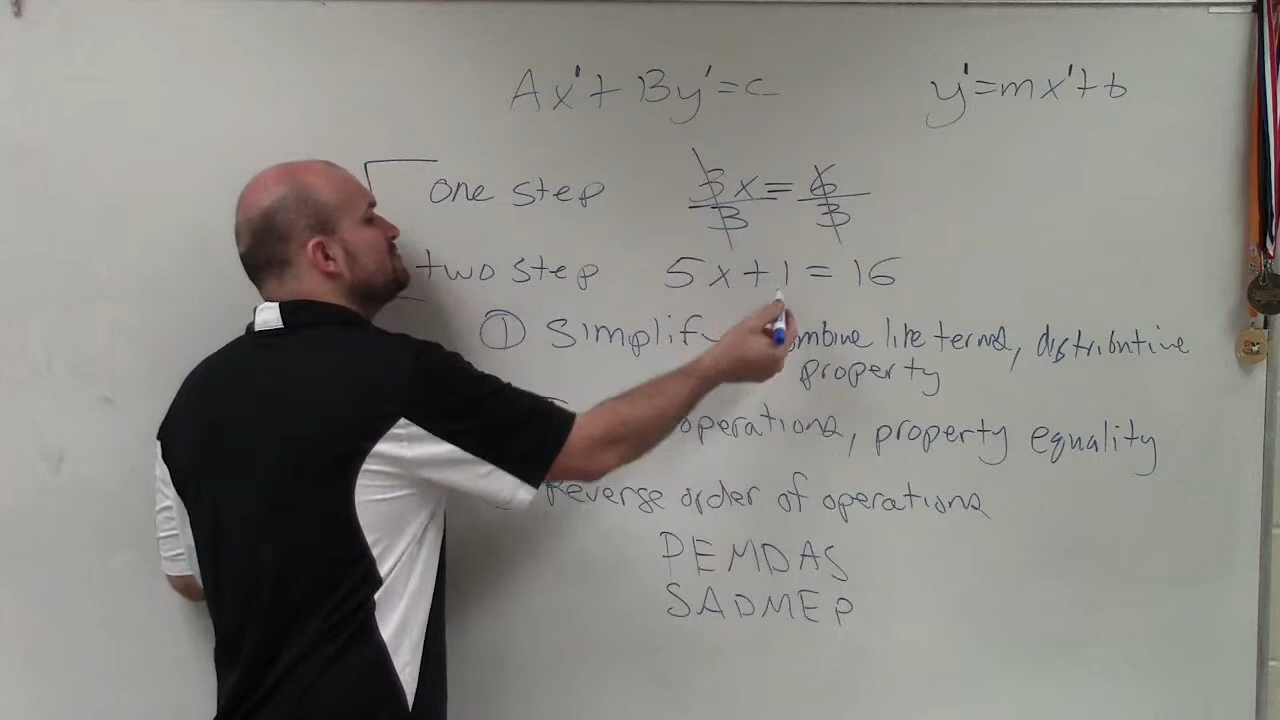 Ax'+By'=c
y'=mx'+b
one step 3x/3=6/3
two step 5x+1=16
① Simplify like terms, distributive
property
operations, property equality
Reverse order of operations
PEMDAS
SADMEP